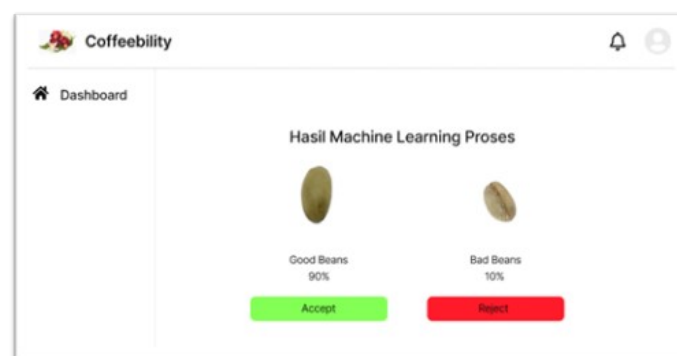 Coffeebility
Dashboard
Hasil Machine Learning Proses
Good Beans
90%
Bad Beans
10%
Accept
Reject